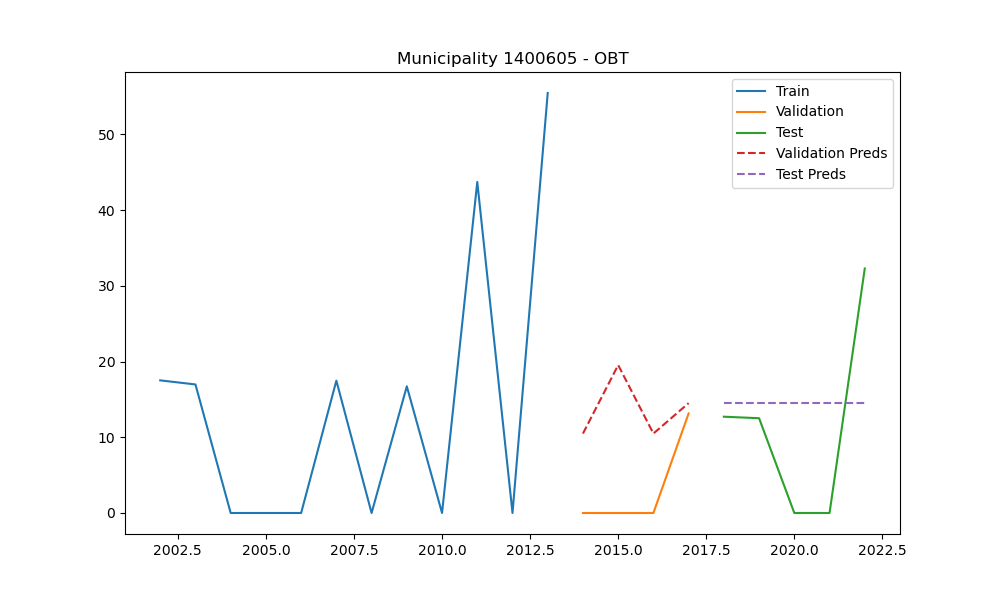 Municipality 1400605 - OBT
Train
Validation
Test
Validation Preds
Test Preds
50
40
30
20
10
0
2002.5 2005.0 2007.5 2010.0 2012.5 2015.0 2017.5 2020.0 2022.5